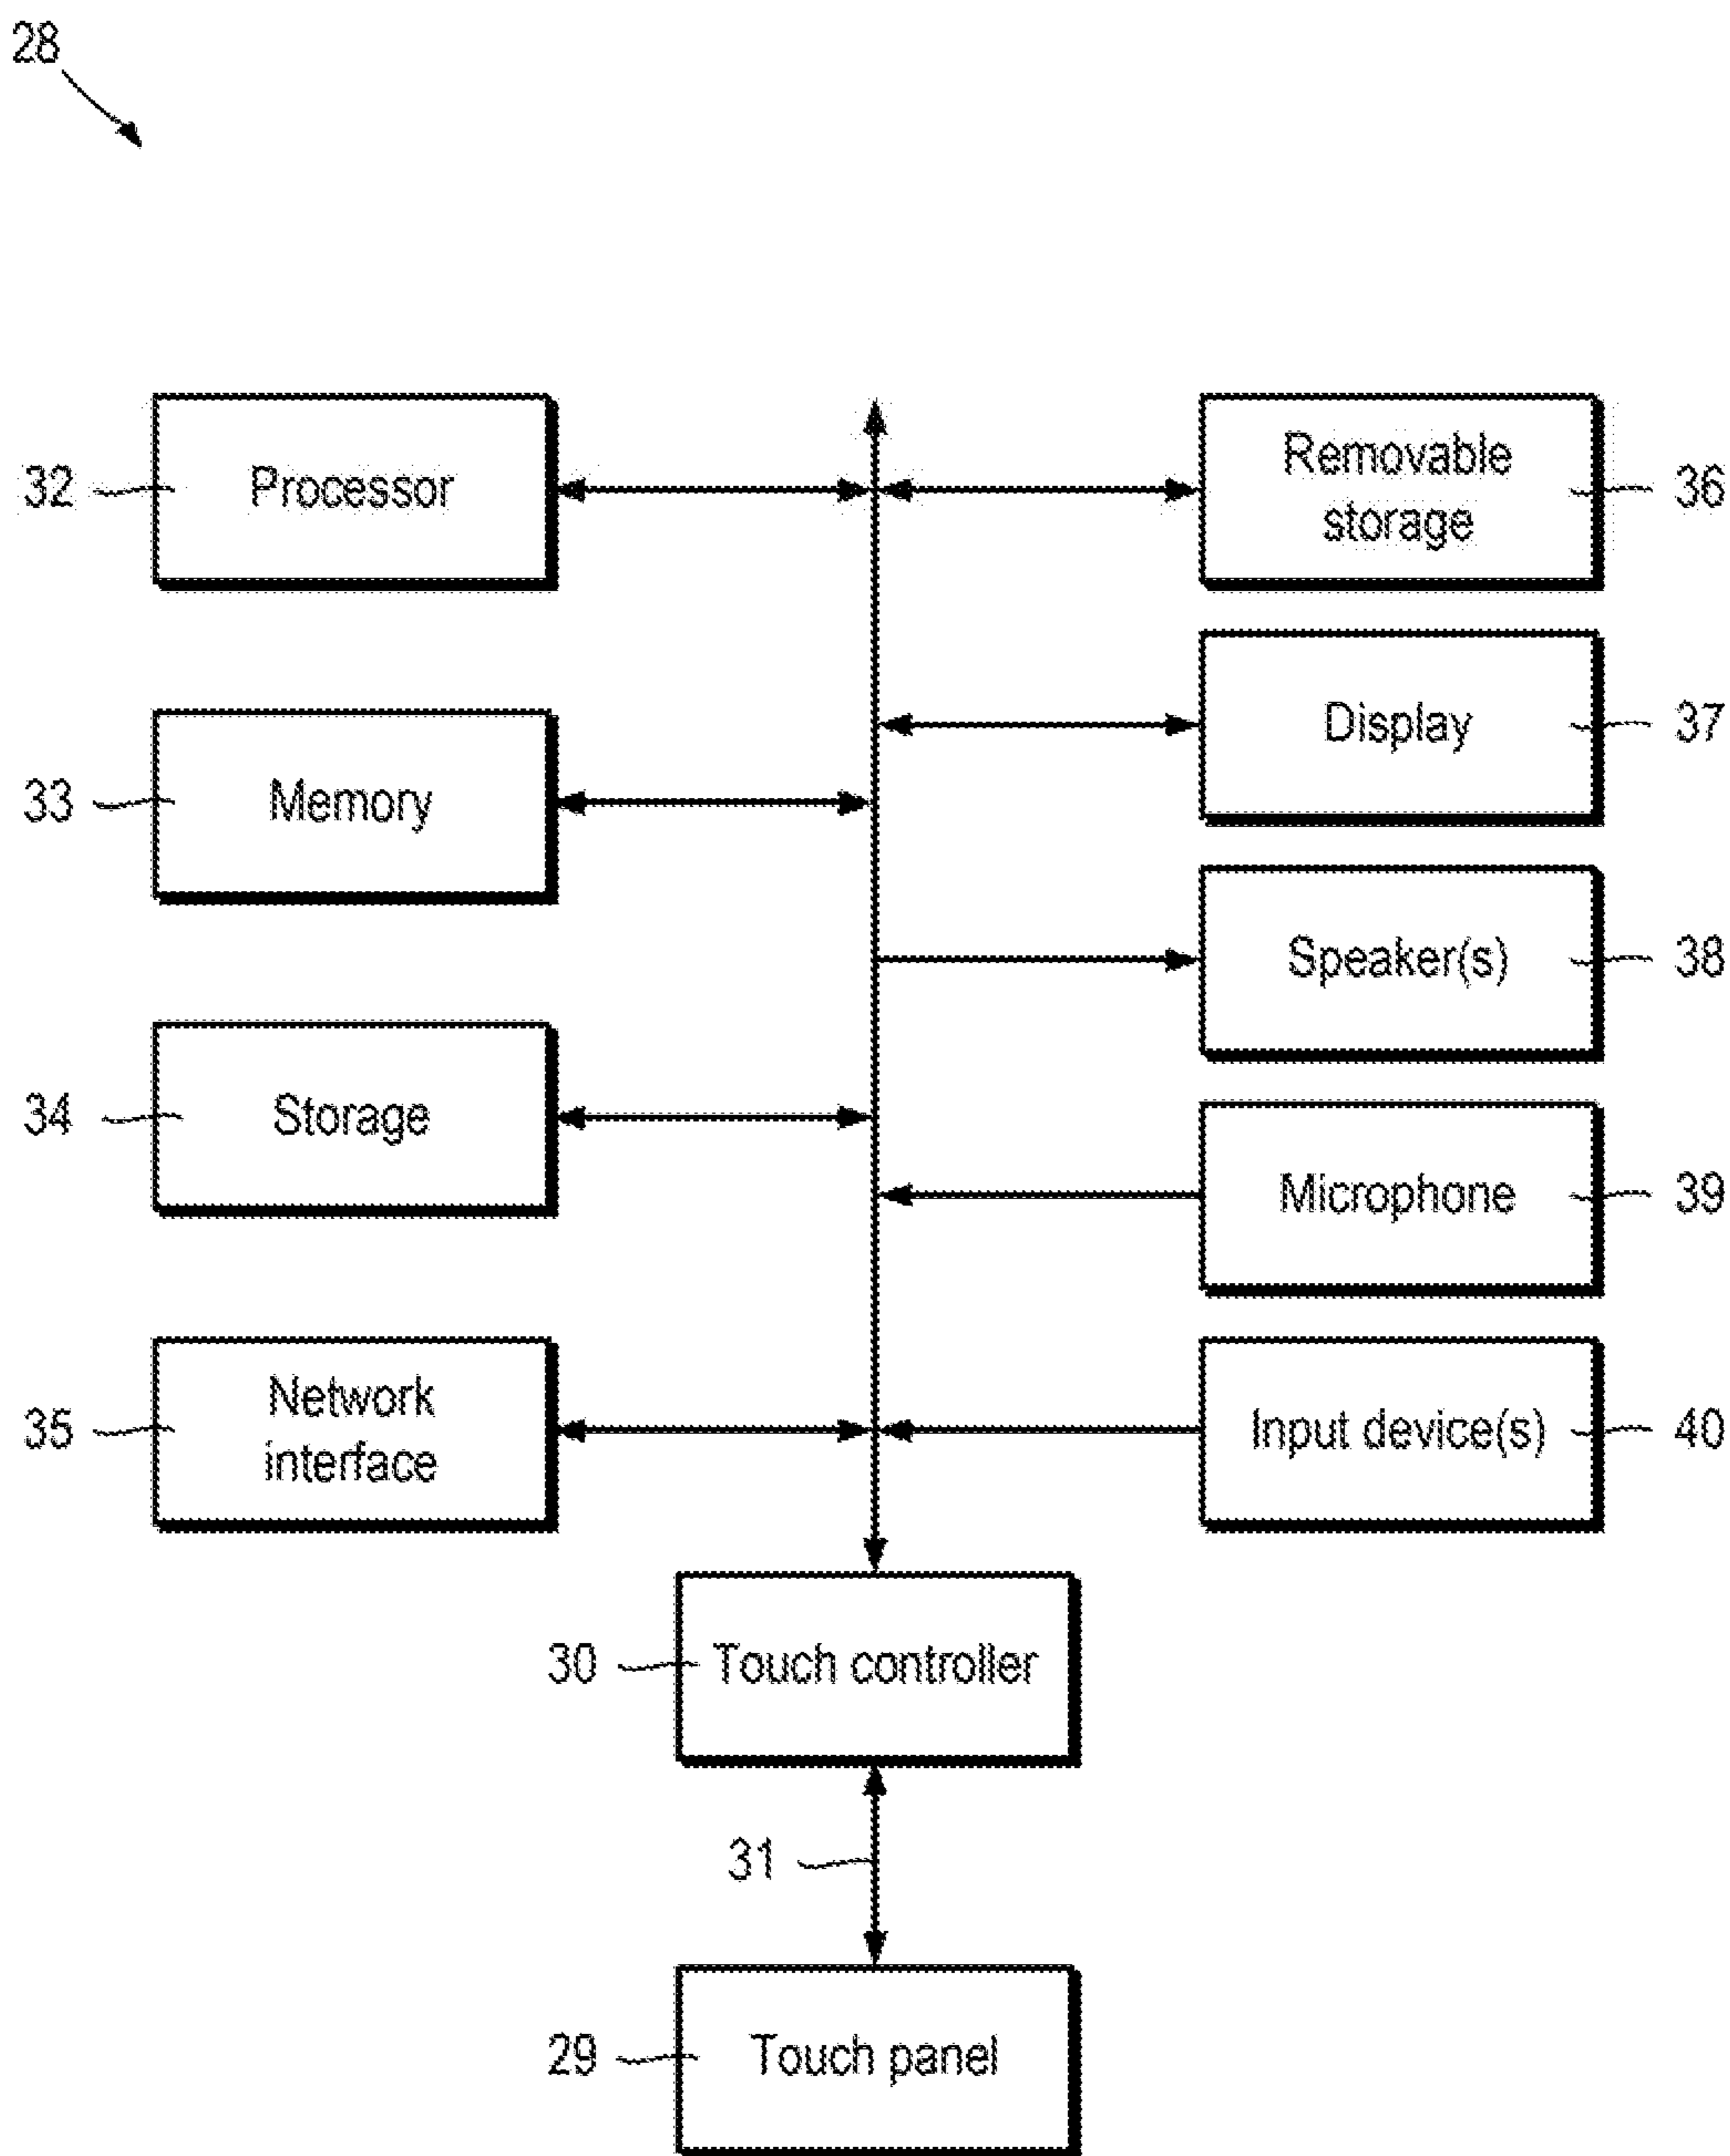 28
32
Processor
Removable
storage
36
Display
37
33
Memory
Speaker(s)
38
34
Storage
Microphone
39
35
Network
interface
Input device(s)
40
30
Touch controller
31
29
Touch panel